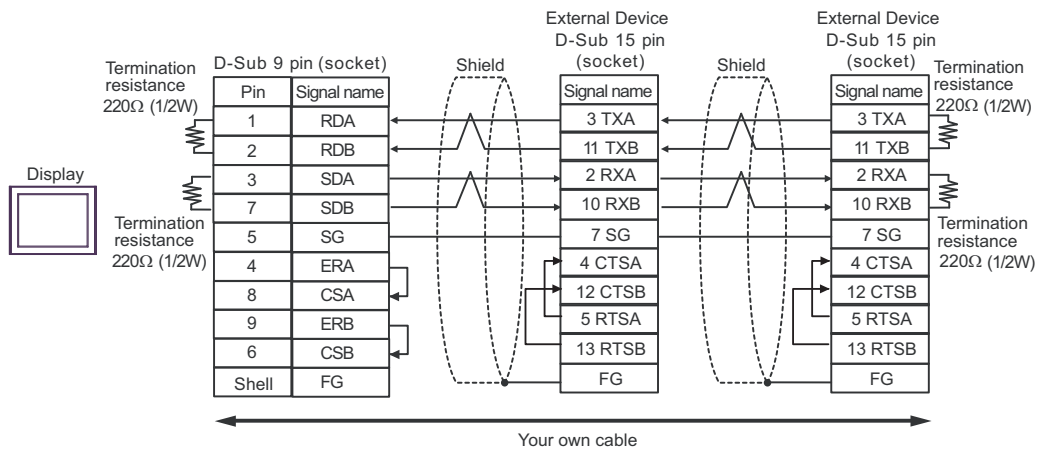 External Device
D-Sub 15 pin
(socket)
External Device
D-Sub 15 pin
(socket)
D-Sub 9 pin (socket)
Shield
Shield
Termination
resistance
220Ω (1/2W)
Termination
resistance
220Ω (1/2W)
Pin Signal name
1 RDA
2 RDB
3 SDA
7 SDB
5 SG
4 ERA
8 CSA
9 ERB
6 CSB
Shell FG
Signal name
3 TXA
11 TXB
2 RXA
10 RXB
7 SG
4 CTSA
12 CTSB
5 RTSA
13 RTSB
FG
Signal name
3 TXA
11 TXB
2 RXA
10 RXB
7 SG
4 CTSA
12 CTSB
5 RTSA
13 RTSB
FG
Display
Termination
resistance
220Ω (1/2W)
Termination
resistance
220Ω (1/2W)
Your own cable